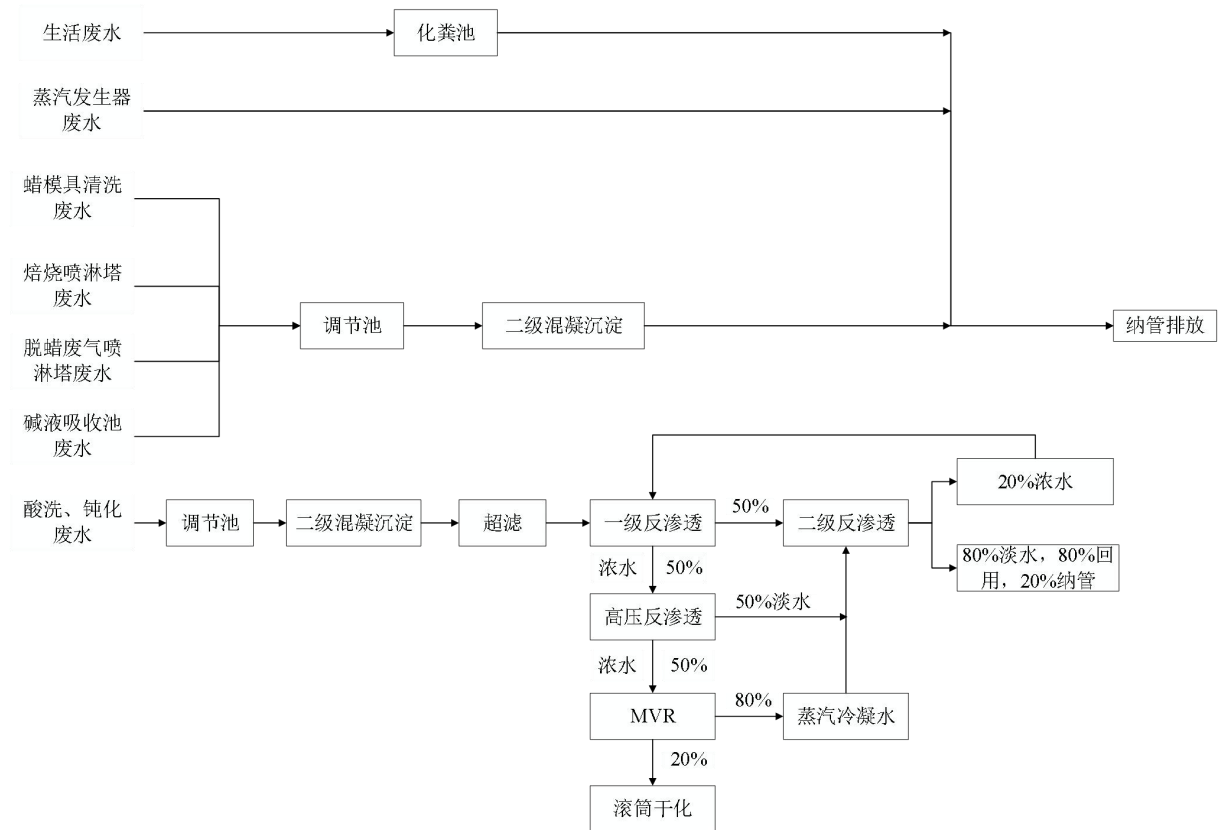 生活废水
化粪池
蒸汽发生器
废水
蜡模具清洗
废水
焙烧喷淋塔
废水
调节池
二级混凝沉淀
纳管排放
脱蜡废气喷
淋塔废水
碱液吸收池
废水
20%浓水
酸洗、钝化
废水
调节池
二级混凝沉淀
超滤
一级反渗透
50%
二级反渗透
80%淡水，80%回
用，20%纳管
浓水
50%
高压反渗透
50%淡水
浓水
50%
MVR
80%
蒸汽冷凝水
20%
滚筒干化